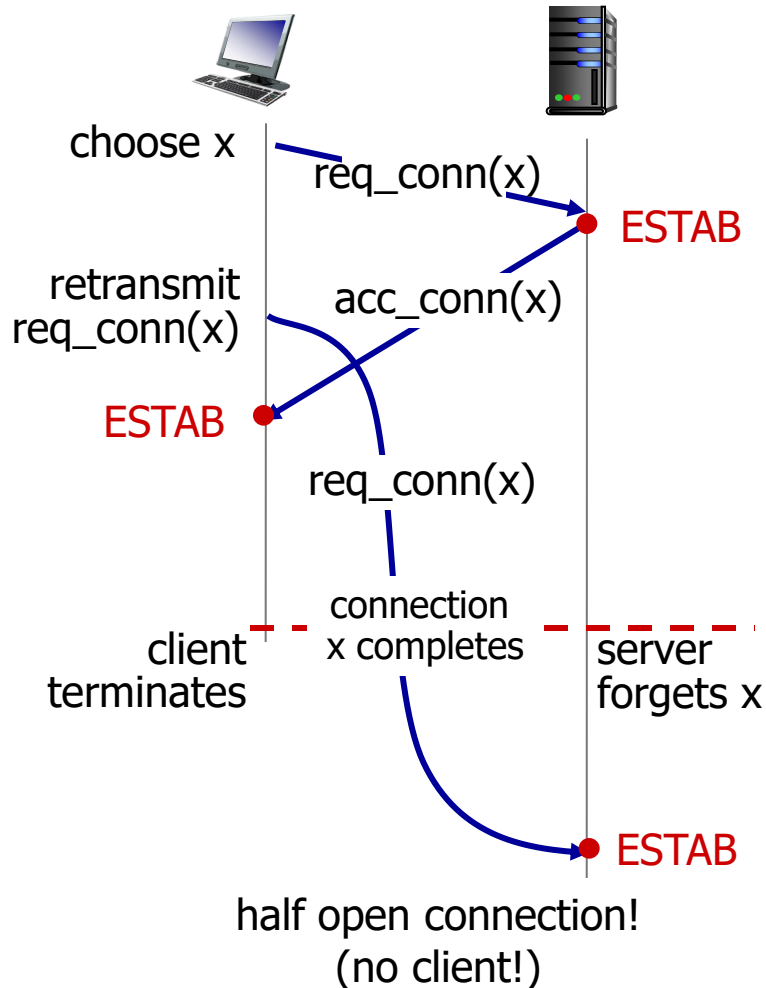 choose x
req_conn(x)
ESTAB
retransmit
req_conn(x)
acc_conn(x)
ESTAB
req_conn(x)
connection
x completes
client
terminates
server
forgets x
ESTAB
half open connection!
(no client!)